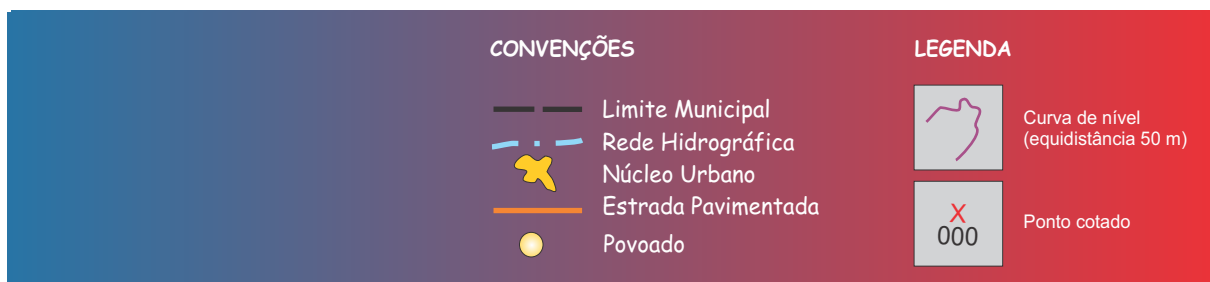 CONVENÇÕES
Limite Municipal
Rede Hidrográfica
Núcleo Urbano
Estrada Pavimentada
Povoado
LEGENDA
Curva de nível
(equidistância 50 m)
X
000
Ponto cotado